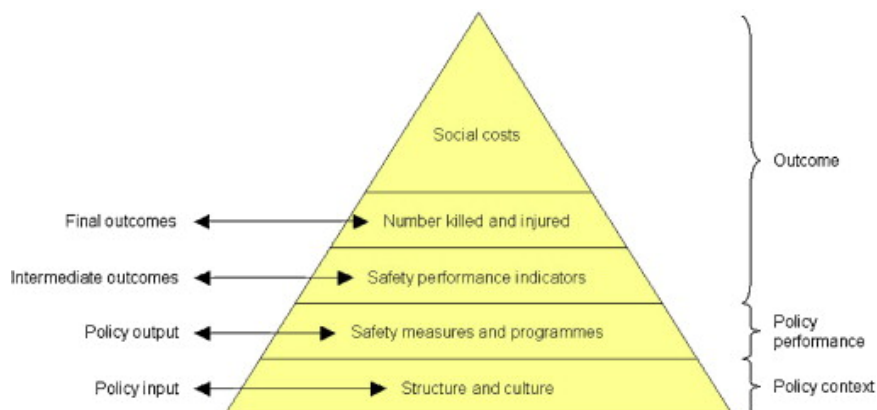 Social costs
Outcome
Final outcomes
Number killed and injured
Intermediate outcomes
Safety performance indicators
Policy output
Safety measures and programmes
Policy
performance
Policy input
Structure and culture
Policy context